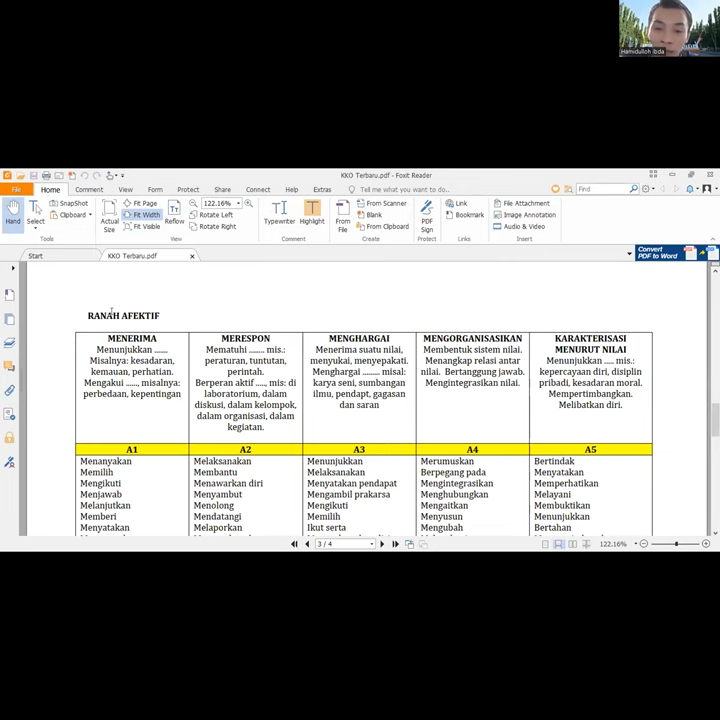 Hamidulloh Ibda
KKO Terbaru.pdf - Foxit Reader
File Home Comment View Form Protect Share Connect Help Extras Tell me what you want to do... Find
Hand
Select
SnapShot
Clipboard
Actual Size
Fit Page
Fit Width
Fit Visible
Reflow
122.16%
Rotate Left
Rotate Right
Typewriter
Highlight
From File
From Scanner
Blank
From Clipboard
PDF Sign
Link
Bookmark
File Attachment
Image Annotation
Audio & Video
Tools View Comment Create Protect Links Insert
Start KKO Terbaru.pdf
Convert PDF to Word
RANAH AFEKTIF
MENERIMA
Menunjukkan .......
Misalnya: kesadaran,
kemauan, perhatian.
Mengakui ......, misalnya:
perbedaan, kepentingan
MERESPON
Mematuhi ........ mis.:
peraturan, tuntutan,
perintah.
Berperan aktif ....., mis: di
laboratorium, dalam
diskusi, dalam kelompok,
dalam organisasi, dalam
kegiatan.
MENGHARGAI
Menerima suatu nilai,
menyukai, menyepakati.
Menghargai ......... misal:
karya seni, sumbangan
ilmu, pendapt, gagasan
dan saran
MENGORGANISASIKAN
Membentuk sistem nilai.
Menangkap relasi antar
nilai. Bertanggung jawab.
Mengintegrasikan nilai.
KARAKTERISASI
MENURUT NILAI
Menunjukkan ..... mis.:
kepercayaan diri, disiplin
pribadi, kesadaran moral.
Mempertimbangkan.
Melibatkan diri.
A1 A2 A3 A4 A5
Menanyakan
Memilih
Mengikuti
Menjawab
Melanjutkan
Memberi
Menyatakan
Melaksanakan
Membantu
Menawarkan diri
Menyambut
Menolong
Mendatangi
Melaporkan
Menunjukkan
Melaksanakan
Menyatakan pendapat
Mengambil prakarsa
Mengikuti
Memilih
Ikut serta
Merumuskan
Berpegang pada
Mengintegrasikan
Menghubungkan
Mengaitkan
Menyusun
Mengubah
Bertindak
Menyatakan
Memperhatikan
Melayani
Membuktikan
Menunjukkan
Bertahan
3 / 4
122.16%